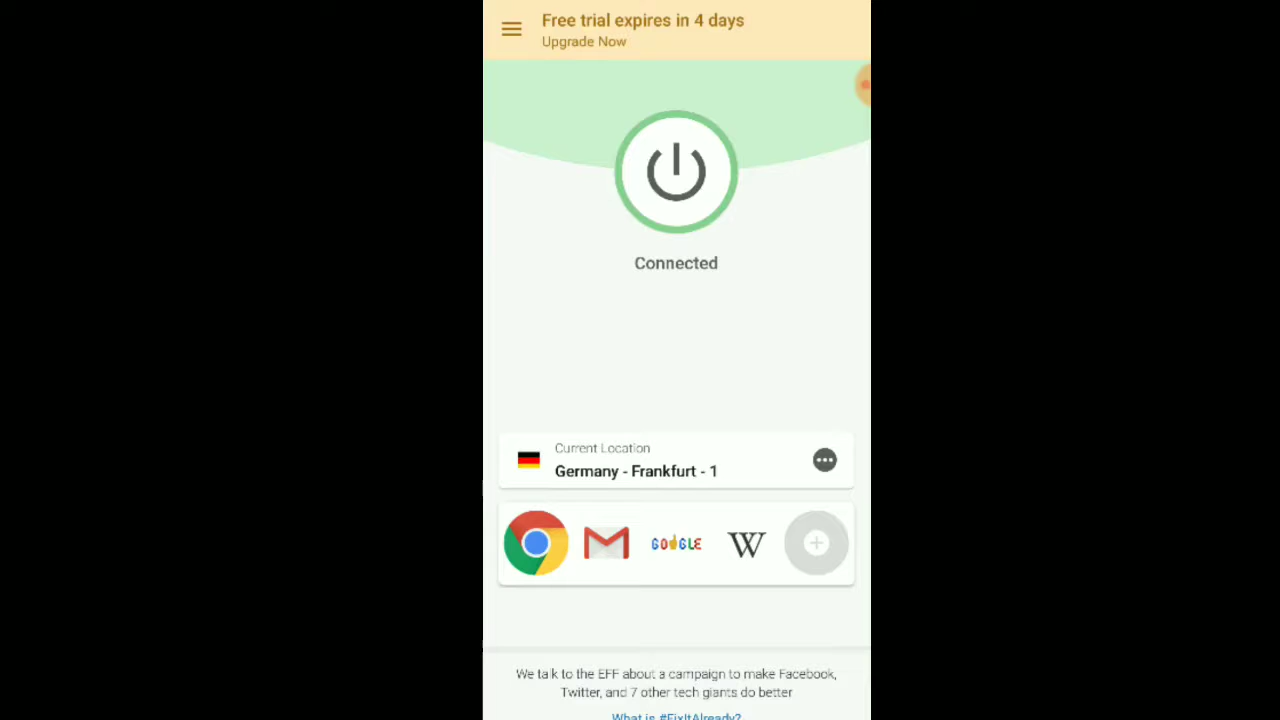 Free trial expires in 4 days
Upgrade Now
Connected
Current Location
Germany - Frankfurt - 1
GOOGLE
W
We talk to the EFF about a campaign to make Facebook,
Twitter, and 7 other tech giants do better
What is #FixItAlready?